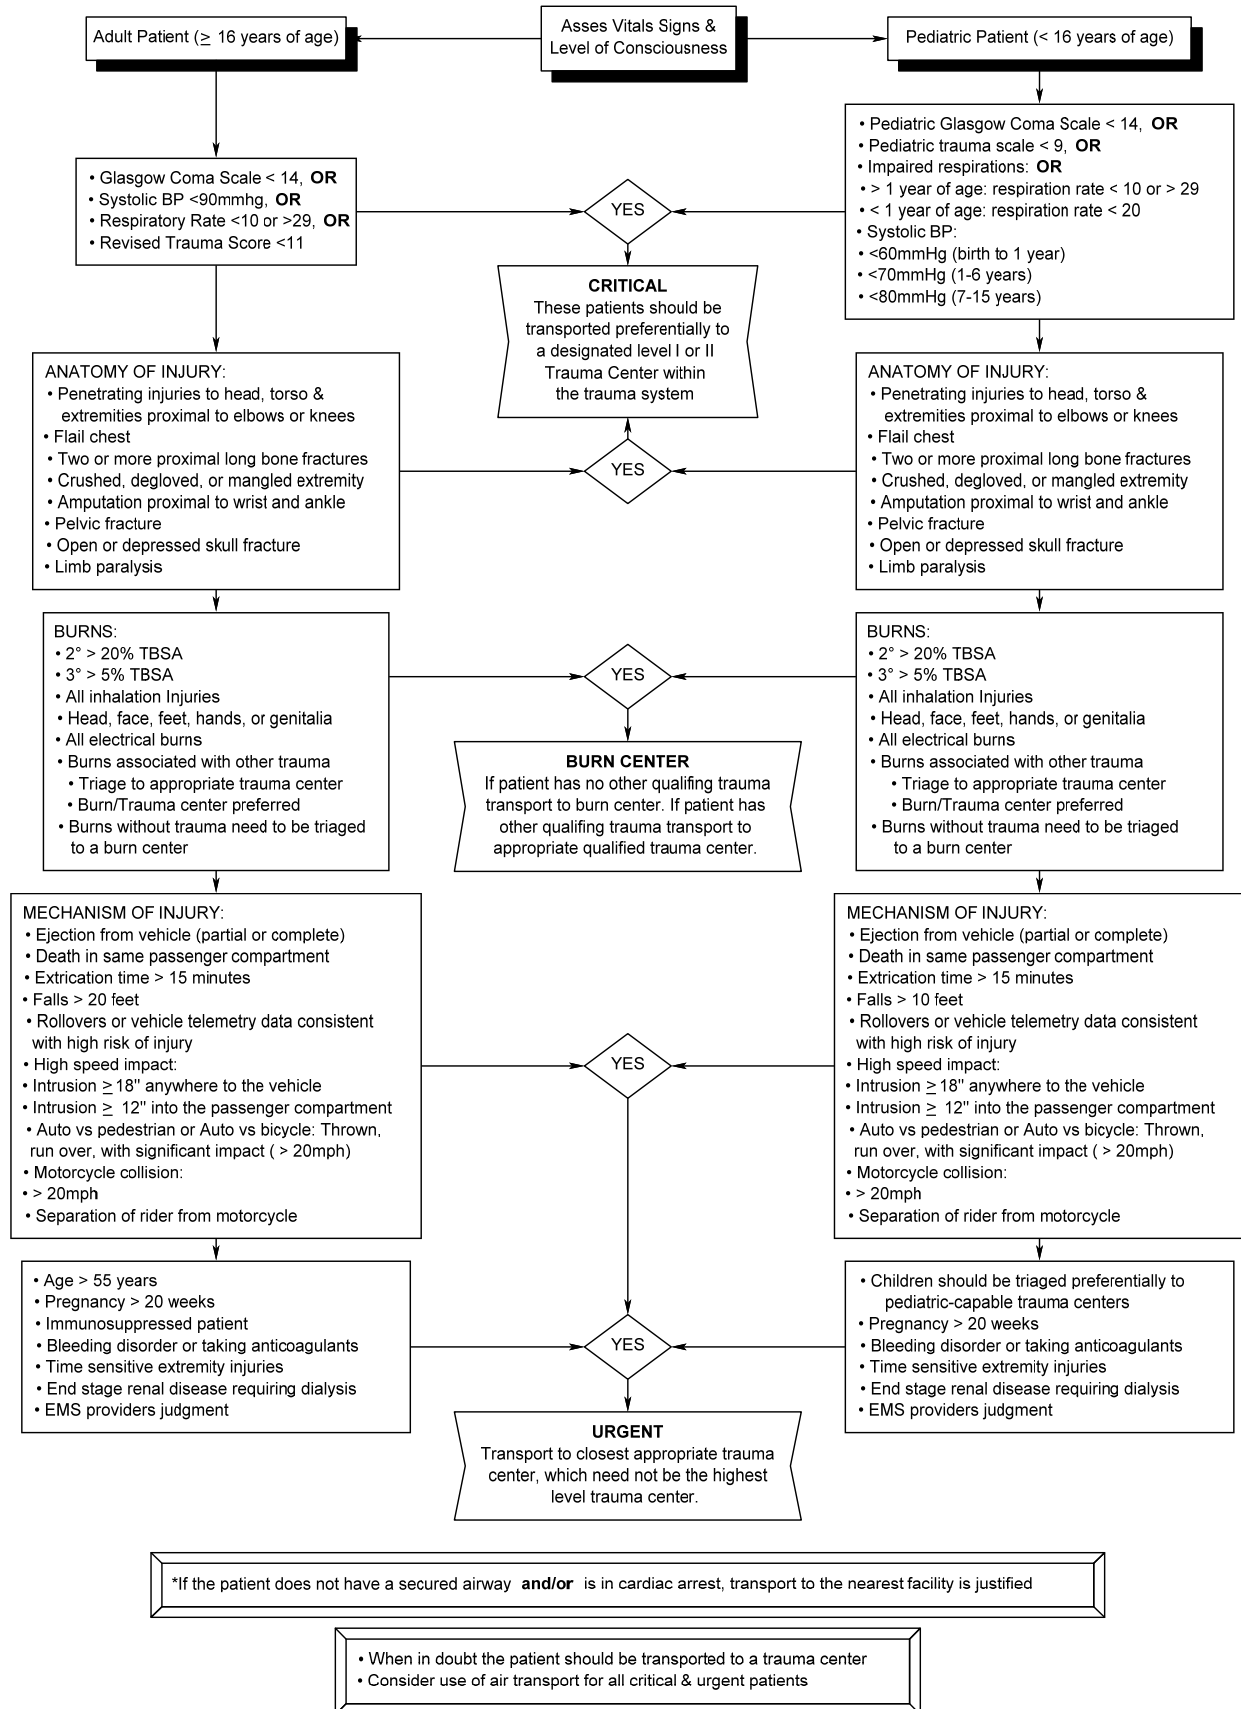 Asses Vitals Signs &
Level of Consciousness
Adult Patient (≥ 16 years of age)
Pediatric Patient (< 16 years of age)
• Glasgow Coma Scale < 14, OR
• Systolic BP <90mmhg, OR
• Respiratory Rate <10 or >29, OR
• Revised Trauma Score <11
YES
• Pediatric Glasgow Coma Scale < 14, OR
• Pediatric trauma scale < 9, OR
• Impaired respirations: OR
• > 1 year of age: respiration rate < 10 or > 29
• < 1 year of age: respiration rate < 20
• Systolic BP:
• <60mmHg (birth to 1 year)
• <70mmHg (1-6 years)
• <80mmHg (7-15 years)
CRITICAL
These patients should be
transported preferentially to
a designated level I or II
Trauma Center within
the trauma system
ANATOMY OF INJURY:
• Penetrating injuries to head, torso &
extremities proximal to elbows or knees
• Flail chest
• Two or more proximal long bone fractures
• Crushed, degloved, or mangled extremity
• Amputation proximal to wrist and ankle
• Pelvic fracture
• Open or depressed skull fracture
• Limb paralysis
YES
ANATOMY OF INJURY:
• Penetrating injuries to head, torso &
extremities proximal to elbows or knees
• Flail chest
• Two or more proximal long bone fractures
• Crushed, degloved, or mangled extremity
• Amputation proximal to wrist and ankle
• Pelvic fracture
• Open or depressed skull fracture
• Limb paralysis
BURNS:
• 2° > 20% TBSA
• 3° > 5% TBSA
• All inhalation Injuries
• Head, face, feet, hands, or genitalia
• All electrical burns
• Burns associated with other trauma
• Triage to appropriate trauma center
• Burn/Trauma center preferred
• Burns without trauma need to be triaged
to a burn center
YES
BURN CENTER
If patient has no other qualifing trauma
transport to burn center. If patient has
other qualifing trauma transport to
appropriate qualified trauma center.
BURNS:
• 2° > 20% TBSA
• 3° > 5% TBSA
• All inhalation Injuries
• Head, face, feet, hands, or genitalia
• All electrical burns
• Burns associated with other trauma
• Triage to appropriate trauma center
• Burn/Trauma center preferred
• Burns without trauma need to be triaged
to a burn center
MECHANISM OF INJURY:
• Ejection from vehicle (partial or complete)
• Death in same passenger compartment
• Extrication time > 15 minutes
• Falls > 20 feet
• Rollovers or vehicle telemetry data consistent
with high risk of injury
• High speed impact:
• Intrusion ≥ 18" anywhere to the vehicle
• Intrusion ≥ 12" into the passenger compartment
• Auto vs pedestrian or Auto vs bicycle: Thrown,
run over, with significant impact ( > 20mph)
• Motorcycle collision:
• > 20mph
• Separation of rider from motorcycle
YES
MECHANISM OF INJURY:
• Ejection from vehicle (partial or complete)
• Death in same passenger compartment
• Extrication time > 15 minutes
• Falls > 10 feet
• Rollovers or vehicle telemetry data consistent
with high risk of injury
• High speed impact:
• Intrusion ≥ 18" anywhere to the vehicle
• Intrusion ≥ 12" into the passenger compartment
• Auto vs pedestrian or Auto vs bicycle: Thrown,
run over, with significant impact ( > 20mph)
• Motorcycle collision:
• > 20mph
• Separation of rider from motorcycle
• Age > 55 years
• Pregnancy > 20 weeks
• Immunosuppressed patient
• Bleeding disorder or taking anticoagulants
• Time sensitive extremity injuries
• End stage renal disease requiring dialysis
• EMS providers judgment
YES
• Children should be triaged preferentially to
pediatric-capable trauma centers
• Pregnancy > 20 weeks
• Bleeding disorder or taking anticoagulants
• Time sensitive extremity injuries
• End stage renal disease requiring dialysis
• EMS providers judgment
URGENT
Transport to closest appropriate trauma
center, which need not be the highest
level trauma center.
*If the patient does not have a secured airway and/or is in cardiac arrest, transport to the nearest facility is justified
• When in doubt the patient should be transported to a trauma center
• Consider use of air transport for all critical & urgent patients